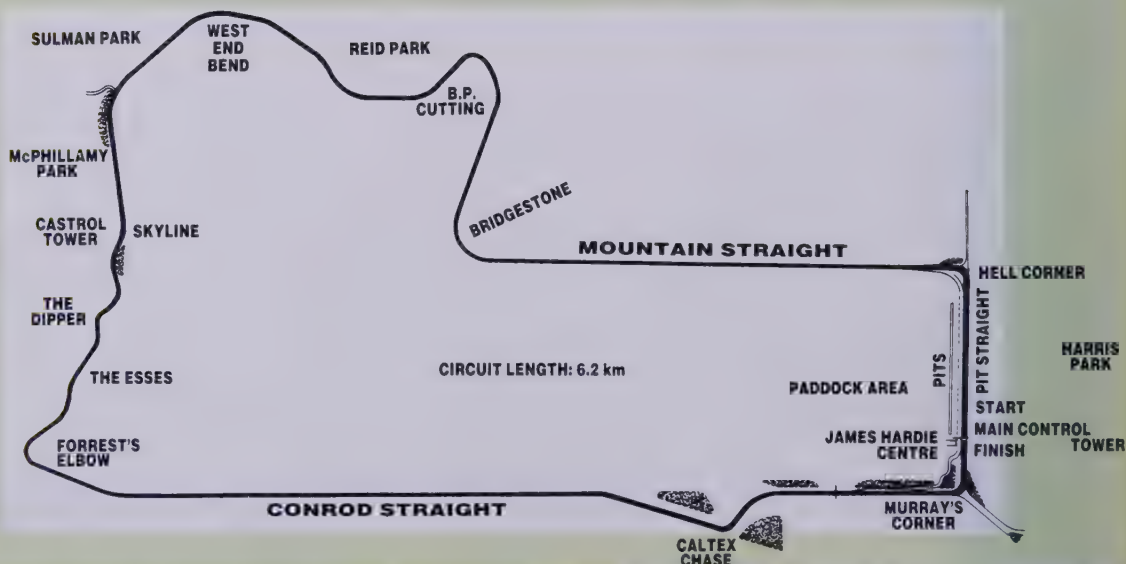 SULMAN PARK
WEST
END
BEND
REID PARK
B.P.
CUTTING
McPHILLAMY
PARK
CASTROL
TOWER
SKYLINE
BRIDGESTONE
MOUNTAIN STRAIGHT
HELL CORNER
THE
DIPPER
THE ESSES
CIRCUIT LENGTH: 6.2 km
PADDOCK AREA
PITS
PIT STRAIGHT
HARRIS
PARK
START
MAIN CONTROL
TOWER
JAMES HARDIE
CENTRE
FINISH
FORREST'S
ELBOW
CONROD STRAIGHT
CALTEX
CHASE
MURRAY'S
CORNER